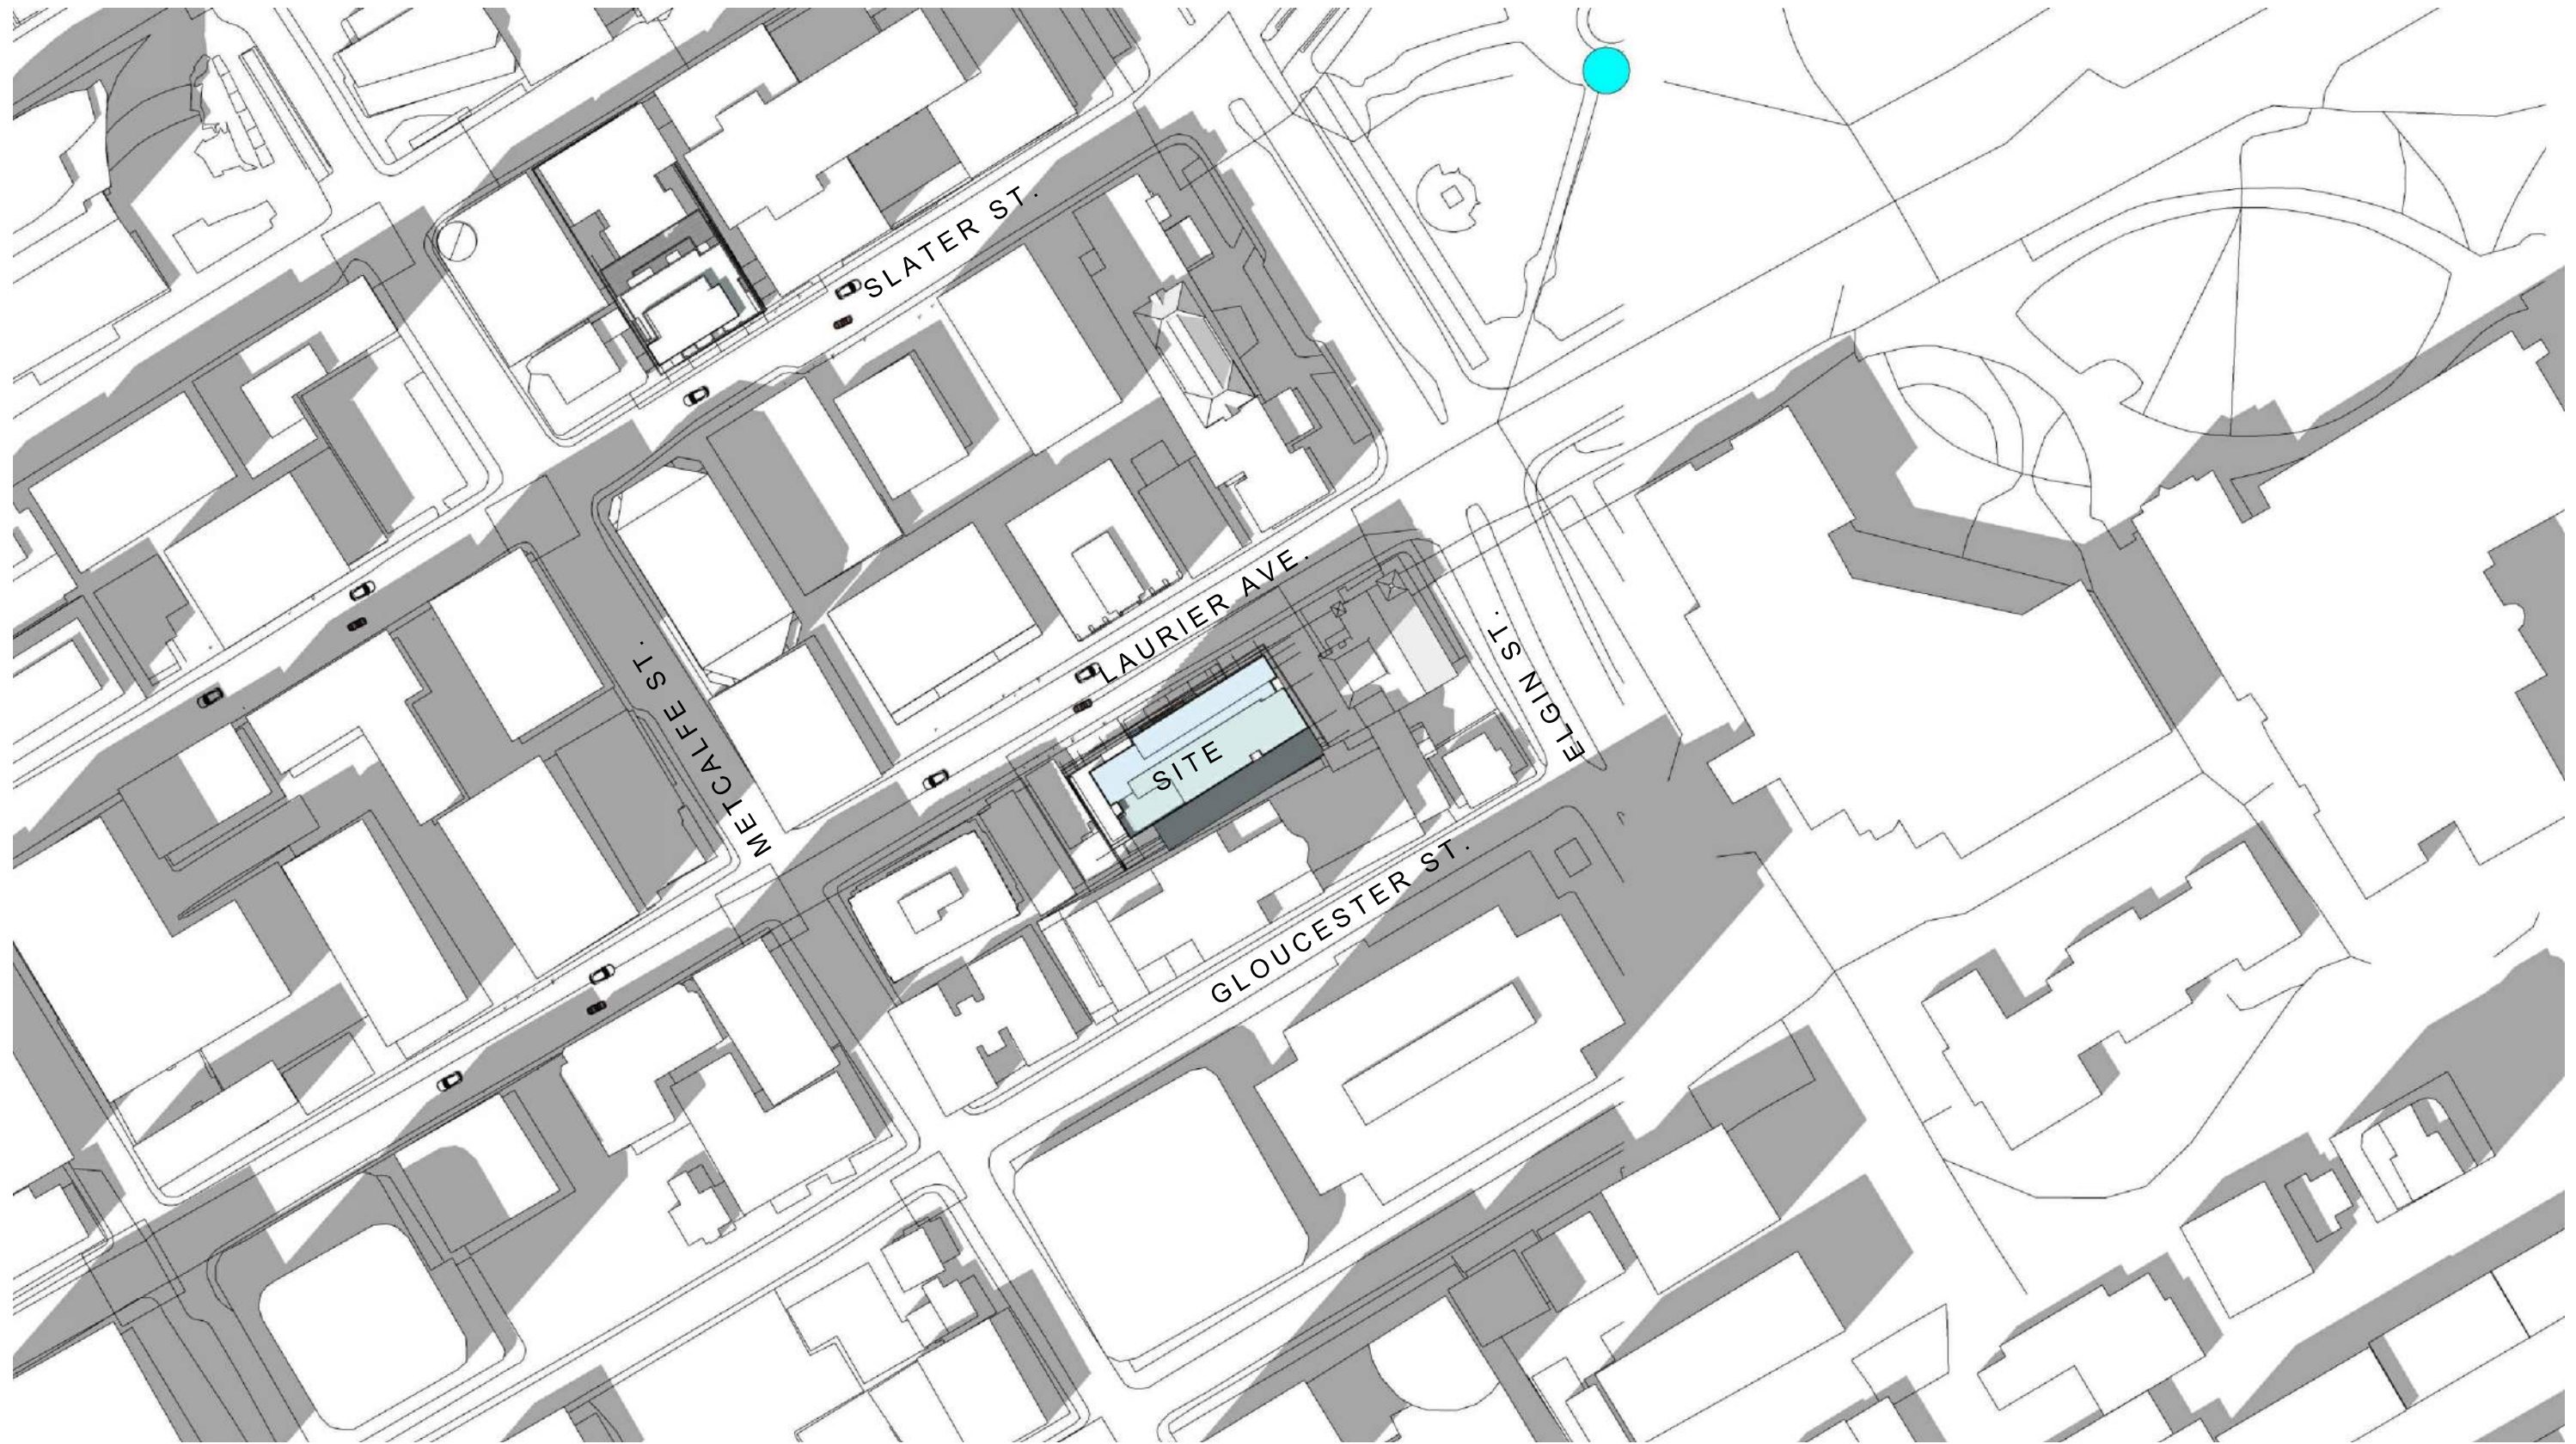 SLATER ST.
LAURIER AVE.
METCALFE ST.
ELGIN ST.
SITE
GLOUCESTER ST.